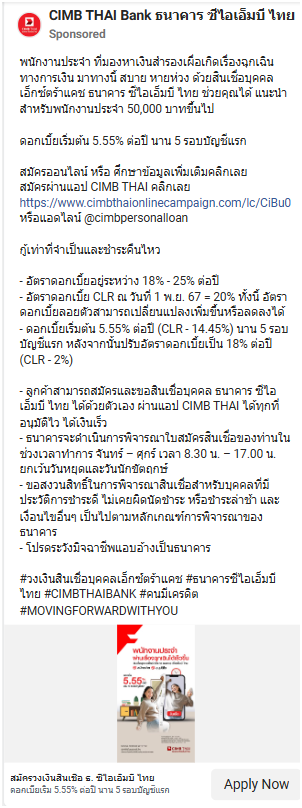 CIMB THAI Bank ธนาคาร ซีไอเอ็มบี ไทย
Sponsored
พนักงานประจำ ที่มองหาเงินสำรองเผื่อเกิดเรื่องฉุกเฉิน
ทางการเงิน มาทางนี้ สบาย หายห่วง ด้วยสินเชื่อบุคคล
เอ็กซ์ตร้าแคช ธนาคาร ซีไอเอ็มบี ไทย ช่วยคุณได้ แนะนำ
สำหรับพนักงานประจำ 50,000 บาทขึ้นไป
ดอกเบี้ยเริ่มต้น 5.55% ต่อปี นาน 5 รอบบัญชีแรก
สมัครออนไลน์ หรือ ศึกษาข้อมูลเพิ่มเติมคลิกเลย
สมัครผ่านแอป CIMB THAI คลิกเลย
https://www.cimbthaionlinecampaign.com/lc/CiBu0
หรือแอดไลน์ @cimbpersonalloan
กู้เท่าที่จำเป็นและชำระคืนไหว
- อัตราดอกเบี้ยอยู่ระหว่าง 18% - 25% ต่อปี
- อัตราดอกเบี้ย CLR ณ วันที่ 1 พ.ย. 67 = 20% ทั้งนี้ อัตรา
ดอกเบี้ยลอยตัวสามารถเปลี่ยนแปลงเพิ่มขึ้นหรือลดลงได้
- ดอกเบี้ยเริ่มต้น 5.55% ต่อปี (CLR - 14.45%) นาน 5 รอบ
บัญชีแรก หลังจากนั้นปรับอัตราดอกเบี้ยเป็น 18% ต่อปี
(CLR - 2%)
- ลูกค้าสามารถสมัครและขอสินเชื่อบุคคล ธนาคาร ซีไอ
เอ็มบี ไทย ได้ด้วยตัวเอง ผ่านแอป CIMB THAI ได้ทุกที่
อนุมัติไว ได้เงินเร็ว
- ธนาคารจะดำเนินการพิจารณาใบสมัครสินเชื่อของท่านใน
ช่วงเวลาทำการ จันทร์ – ศุกร์ เวลา 8.30 น. – 17.00 น.
ยกเว้นวันหยุดและวันนักขัตฤกษ์
- ขอสงวนสิทธิ์ในการพิจารณาสินเชื่อสำหรับบุคคลที่มี
ประวัติการชำระดี ไม่เคยผิดนัดชำระ หรือชำระล่าช้า และ
เงื่อนไขอื่นๆ เป็นไปตามหลักเกณฑ์การพิจารณาของ
ธนาคาร
- โปรดระวังมิจฉาชีพแอบอ้างเป็นธนาคาร
#วงเงินสินเชื่อบุคคลเอ็กซ์ตร้าแคช #ธนาคารซีไอเอ็มบี
ไทย #CIMBTHAIBANK #คนมีเครดิต
#MOVINGFORWARDWITHYOU
พนักงานประจำ
5.55%
CIMB THAI
สมัครวงเงินสินเชื่อ ธ. ซีไอเอ็มบี ไทย
ดอกเบี้ยเริ่ม 5.55% ต่อปี นาน 5 รอบบัญชีแรก
Apply Now